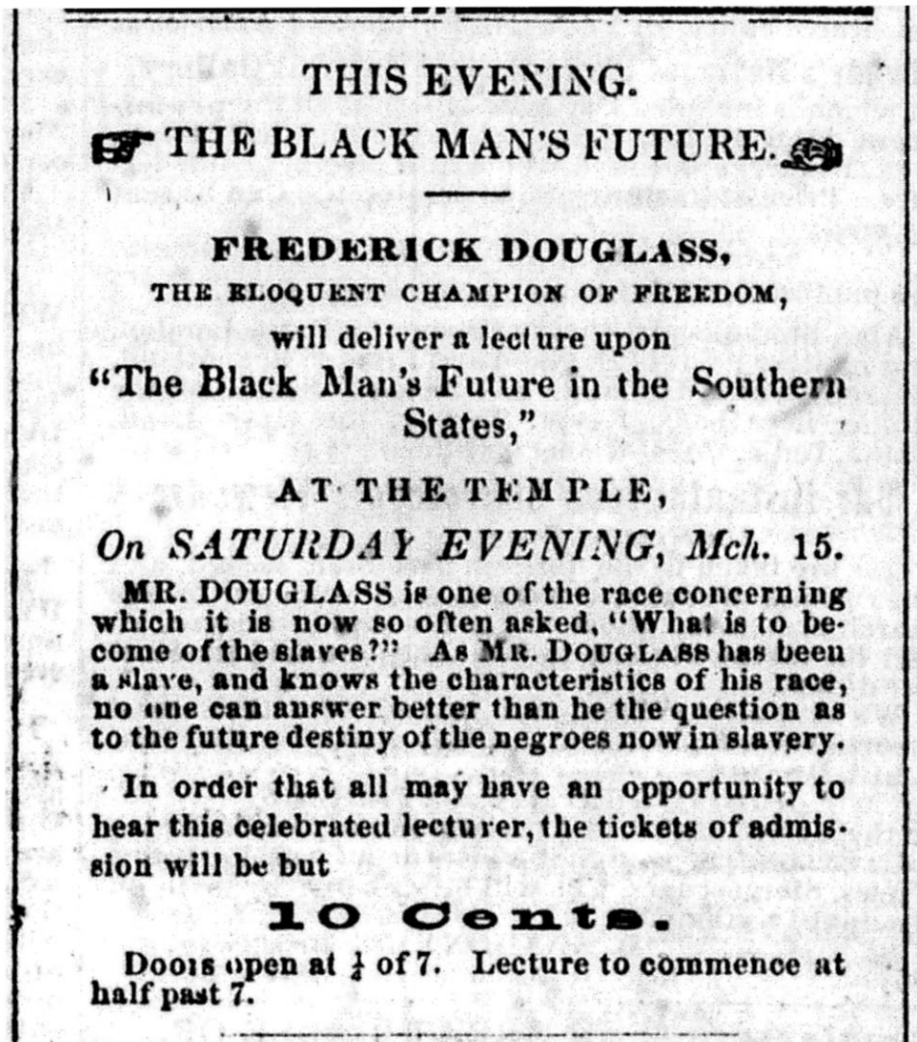 THIS EVENING.
THE BLACK MAN'S FUTURE.
FREDERICK DOUGLASS,
THE ELOQUENT CHAMPION OF FREEDOM,
will deliver a lecture upon
"The Black Man's Future in the Southern
States,"
AT THE TEMPLE,
On SATURDAY EVENING, Mch. 15.
MR. DOUGLASS is one of the race concerning
which it is now so often asked, "What is to be-
come of the slaves?" As MR. DOUGLASS has been
a slave, and knows the characteristics of his race,
no one can answer better than he the question as
to the future destiny of the negroes now in slavery.
In order that all may have an opportunity to
hear this celebrated lecturer, the tickets of admis-
sion will be but
10 Cents.
Doors open at of 7. Lecture to commence at
half past 7.